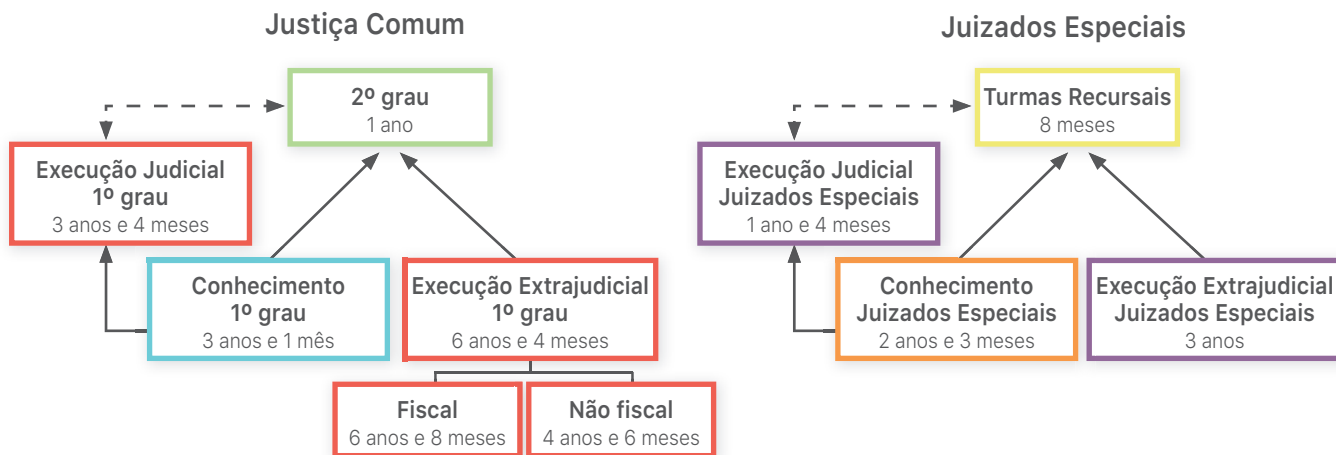 Justiça Comum
2º grau
1 ano
Execução Judicial
1º grau
3 anos e 4 meses
Conhecimento
1º grau
3 anos e 1 mês
Execução Extrajudicial
1º grau
6 anos e 4 meses
Fiscal
6 anos e 8 meses
Não fiscal
4 anos e 6 meses
Juizados Especiais
Turmas Recursais
8 meses
Execução Judicial
Juizados Especiais
1 ano e 4 meses
Conhecimento
Juizados Especiais
2 anos e 3 meses
Execução Extrajudicial
Juizados Especiais
3 anos